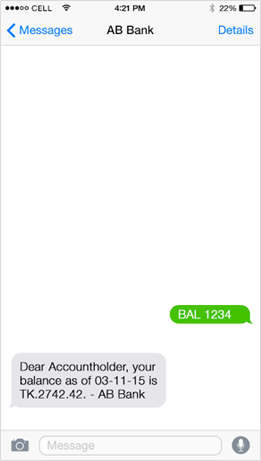 CELL 4:21 PM 22%
Messages AB Bank Details
BAL 1234
Dear Accountholder, your
balance as of 03-11-15 is
TK.2742.42. - AB Bank
Message